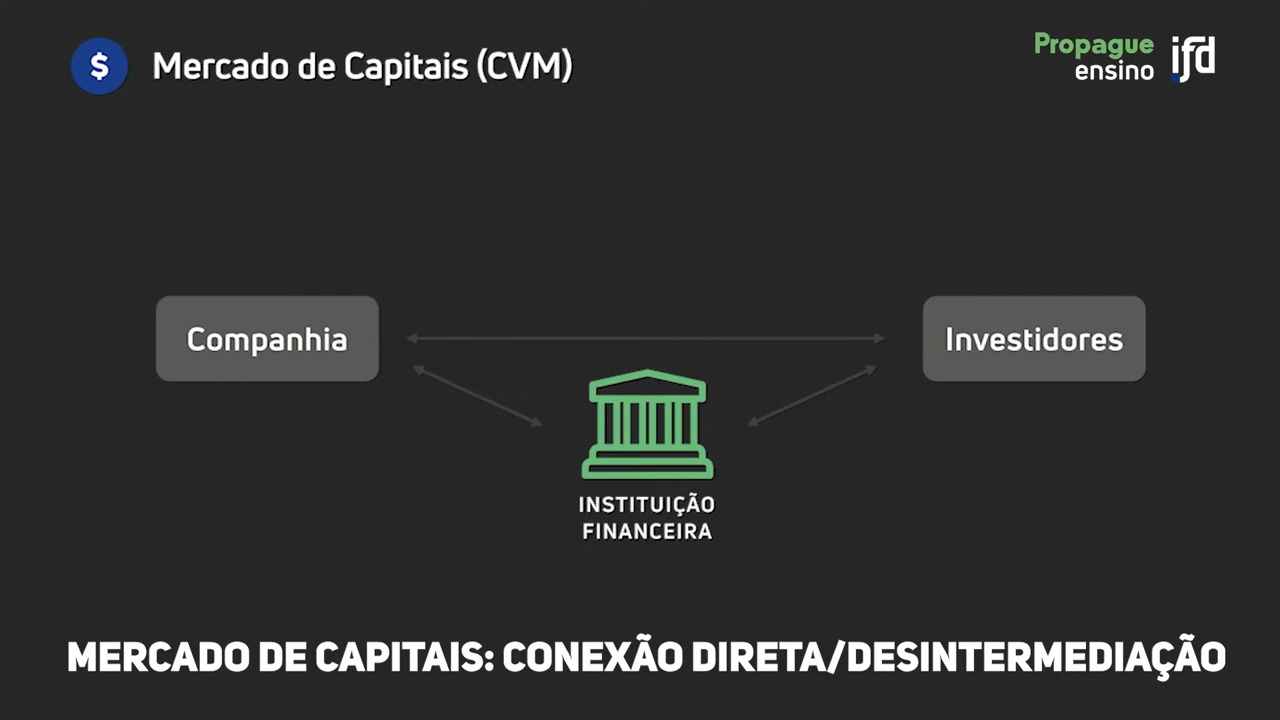 $ Mercado de Capitais (CVM)
Propague
ensino
ifd
Companhia
Investidores
INSTITUIÇÃO
FINANCEIRA
MERCADO DE CAPITAIS: CONEXÃO DIRETA/DESINTERMEDIAÇÃO